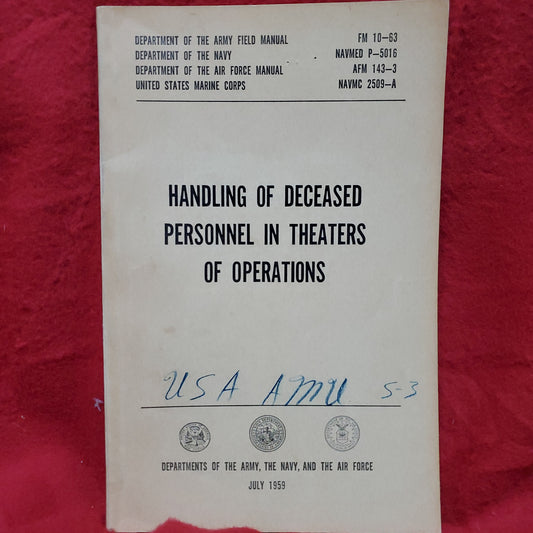 DEPARTMENT OF THE ARMY FIELD MANUAL FM 10-63
DEPARTMENT OF THE NAVY NAVMED P-5016
DEPARTMENT OF THE AIR FORCE MANUAL AFM 143-3
UNITED STATES MARINE CORPS NAVMC 2509-A
HANDLING OF DECEASED
PERSONNEL IN THEATERS
OF OPERATIONS
USA AMU S-3
DEPARTMENTS OF THE ARMY, THE NAVY, AND THE AIR FORCE
JULY 1959